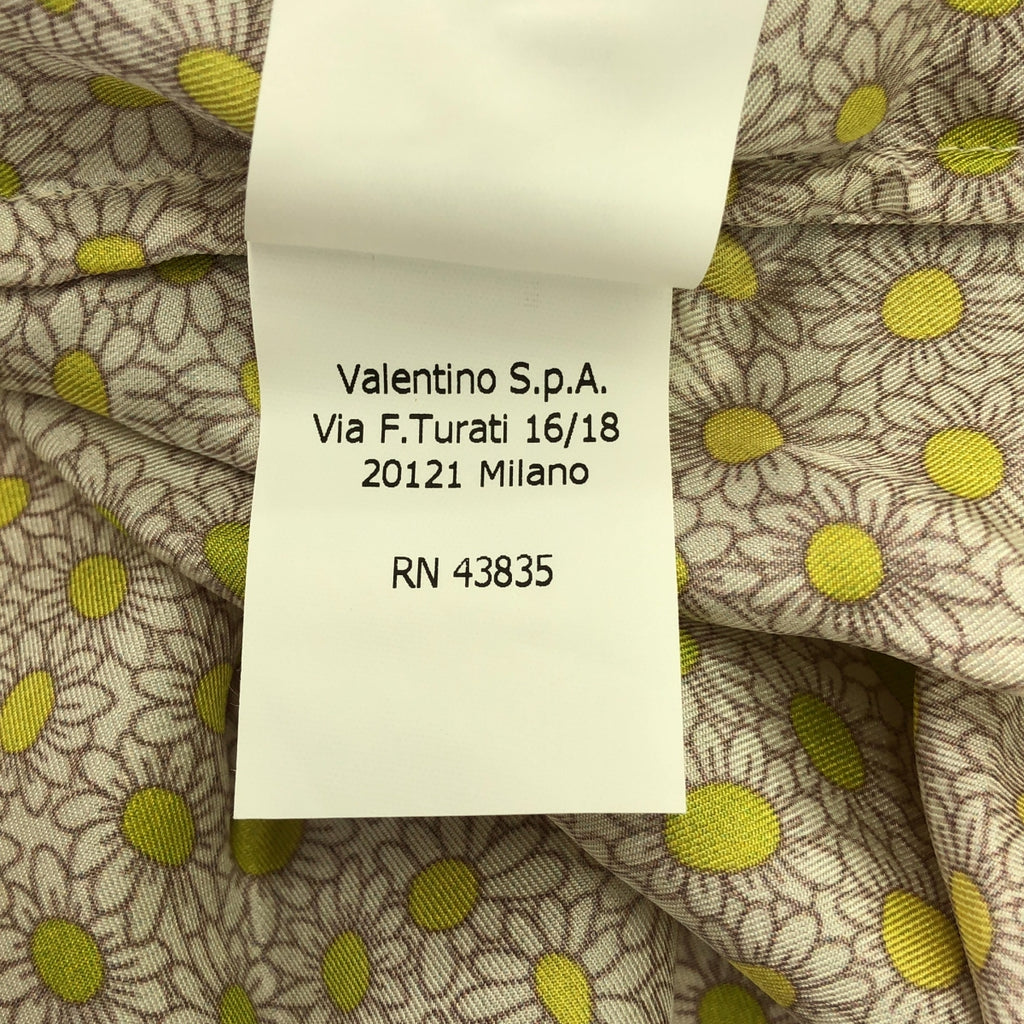 Valentino S.p.A.
Via F.Turati 16/18
20121 Milano
RN 43835